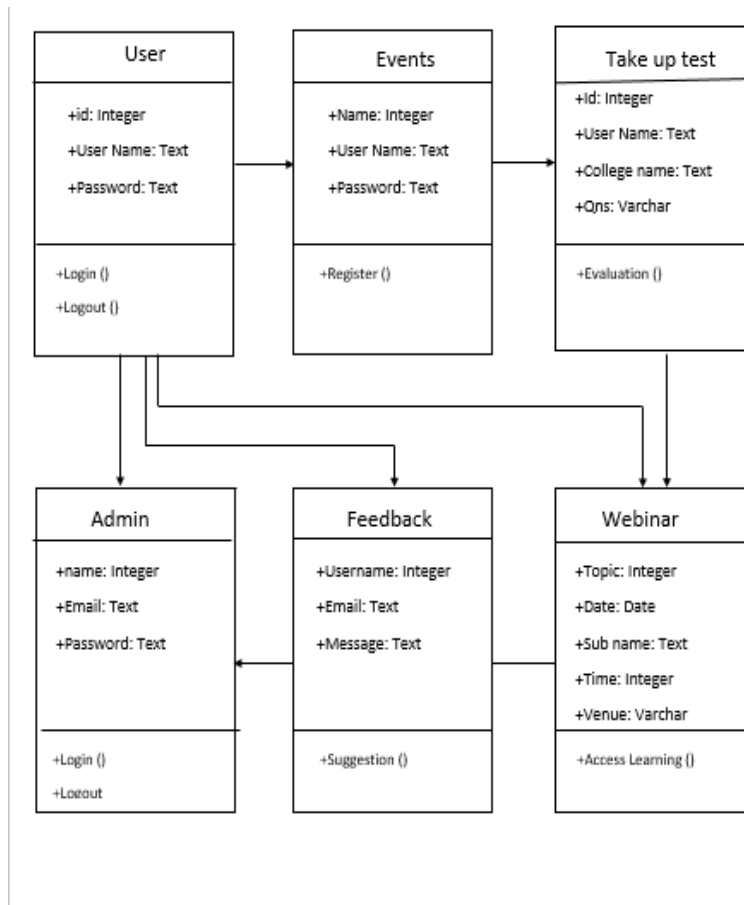 User
+id: Integer
+User Name: Text
+Password: Text
+Login ()
+Logout ()
Events
+Name: Integer
+User Name: Text
+Password: Text
+Register ()
Take up test
+Id: Integer
+User Name: Text
+College name: Text
+Qns: Varchar
+Evaluation ()
Admin
+name: Integer
+Email: Text
+Password: Text
+Login ()
+Logout
Feedback
+Username: Integer
+Email: Text
+Message: Text
+Suggestion ()
Webinar
+Topic: Integer
+Date: Date
+Sub name: Text
+Time: Integer
+Venue: Varchar
+Access Learning ()